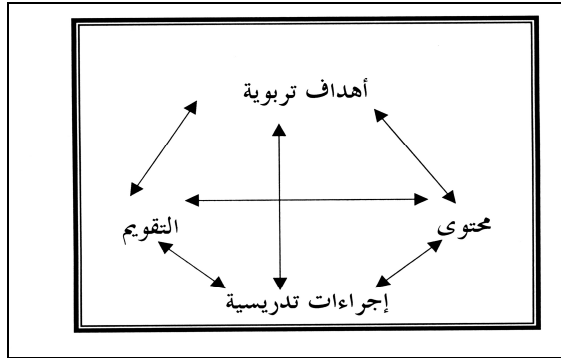 أهداف تربوية
محتوى
التقويم
إجراءات تدريسية